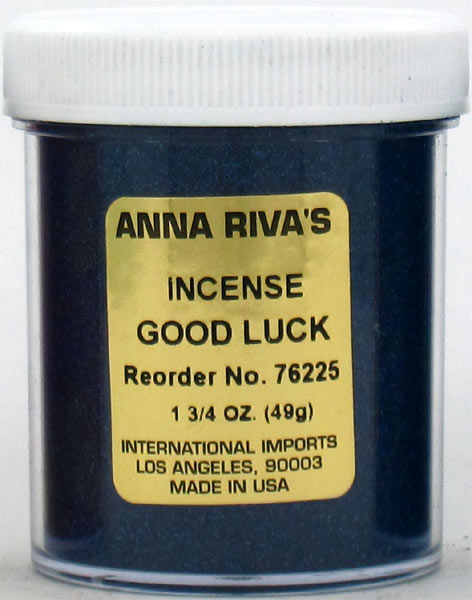 ANNA RIVA'S
INCENSE
GOOD LUCK
Reorder No. 76225
1 3/4 OZ. (49g)
INTERNATIONAL IMPORTS
LOS ANGELES, 90003
MADE IN USA